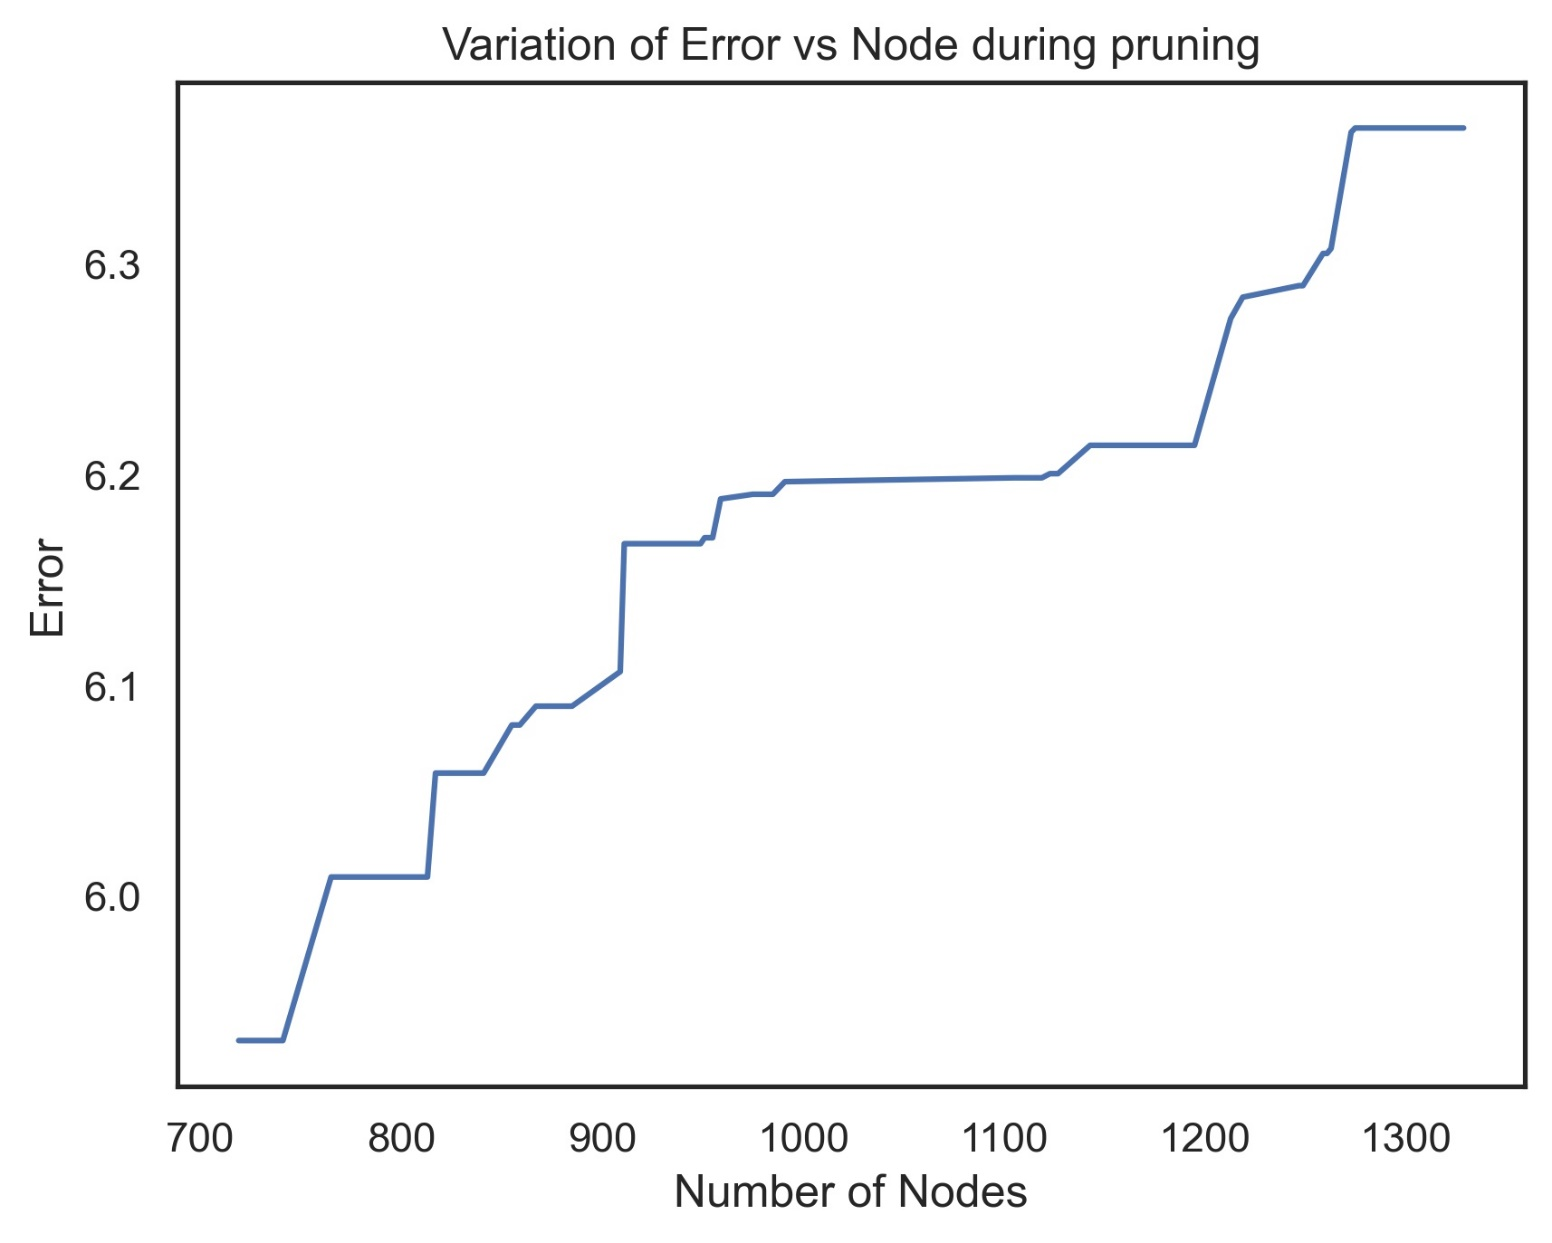 Variation of Error vs Node during pruning
6.3
6.2
6.1
6.0
Error
700 800 900 1000 1100 1200 1300
Number of Nodes